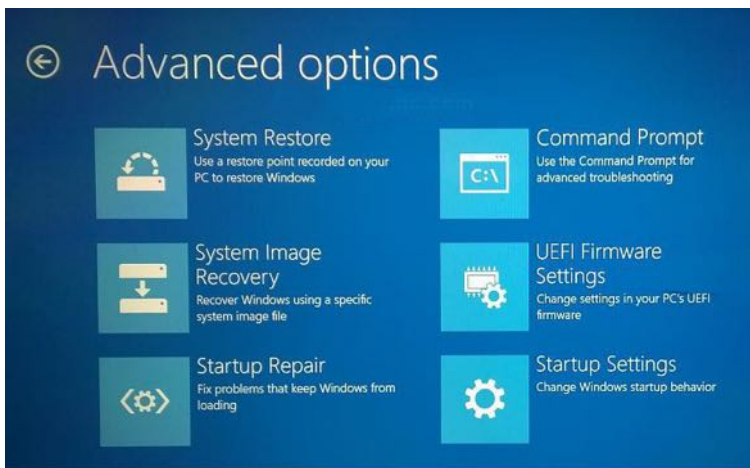 Advanced options
System Restore
Use a restore point recorded on your
PC to restore Windows
Command Prompt
Use the Command Prompt for
advanced troubleshooting
C:\
System Image
Recovery
Recover Windows using a specific
system image file
UEFI Firmware
Settings
Change settings in your PC's UEFI
firmware
Startup Repair
Fix problems that keep Windows from
loading
Startup Settings
Change Windows startup behavior